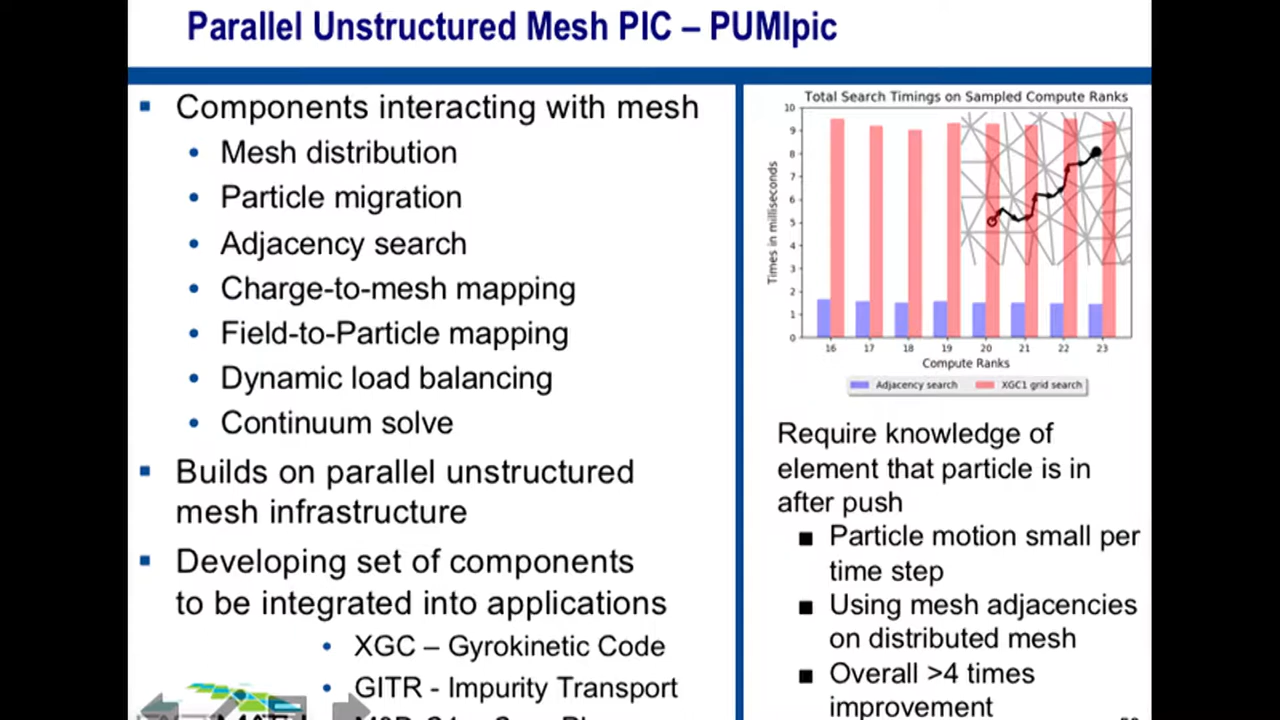 Parallel Unstructured Mesh PIC – PUMIpic
▪ Components interacting with mesh
• Mesh distribution
• Particle migration
• Adjacency search
• Charge-to-mesh mapping
• Field-to-Particle mapping
• Dynamic load balancing
• Continuum solve
▪ Builds on parallel unstructured
mesh infrastructure
▪ Developing set of components
to be integrated into applications
• XGC – Gyrokinetic Code
• GITR - Impurity Transport
Total Search Timings on Sampled Compute Ranks
Times in milliseconds
10
9
8
7
6
5
4
3
2
1
0
16 17 18 19 20 21 22 23
Compute Ranks
Adjacency search XGC1 grid search
Require knowledge of
element that particle is in
after push
■ Particle motion small per
time step
■ Using mesh adjacencies
on distributed mesh
■ Overall >4 times
improvement